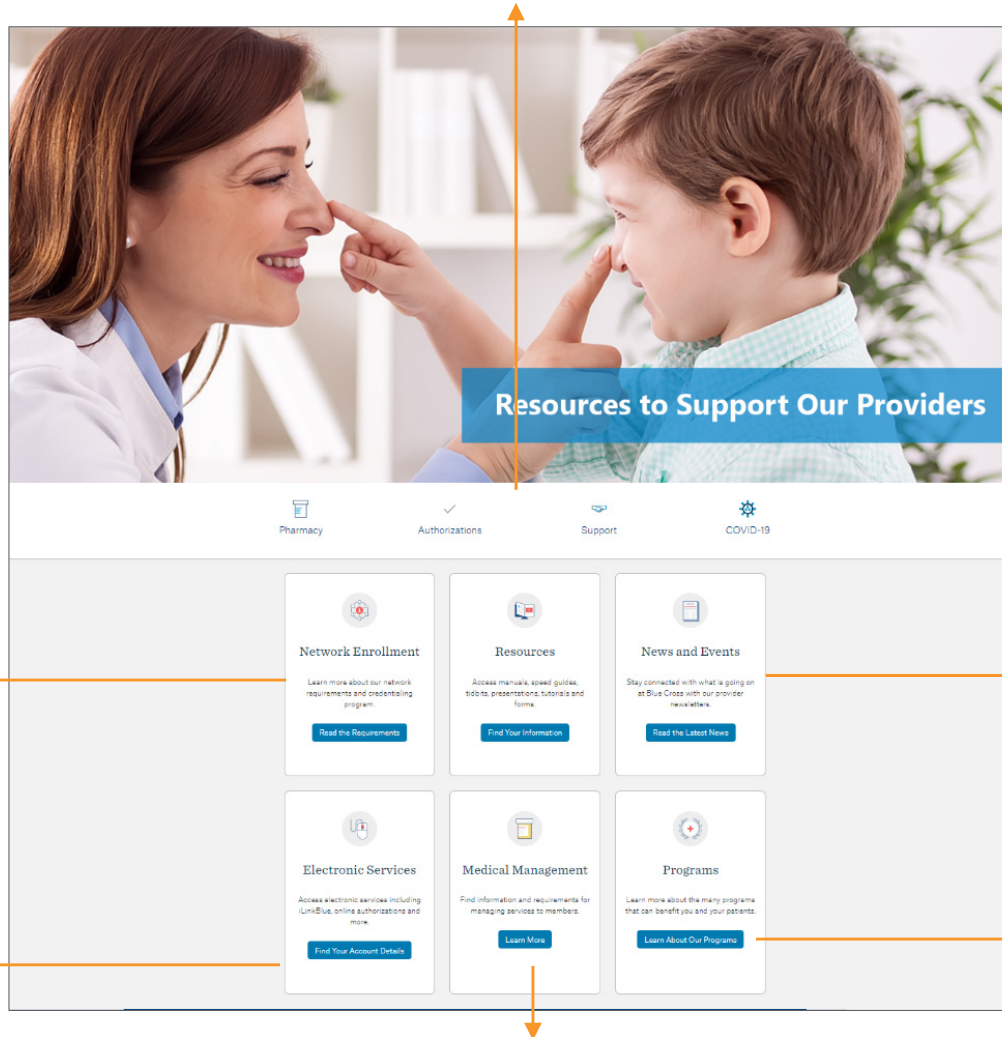 Resources to Support Our Providers
Pharmacy
Authorizations
Support
COVID-19
Network Enrollment
Learn more about our network
requirements and credentialing
program.
Read the Requirements
Resources
Access manuals, speed guides,
tidbits, presentations, tutorials and
forms.
Find Your Information
News and Events
Stay connected with what is going on
at Blue Cross with our provider
newsletters.
Read the Latest News
Electronic Services
Access electronic services including
iLinkBlue, online authorizations and
more.
Find Your Account Details
Medical Management
Find information and requirements for
managing services to members.
Learn More
Programs
Learn more about the many programs
that can benefit you and your patients.
Learn About Our Programs